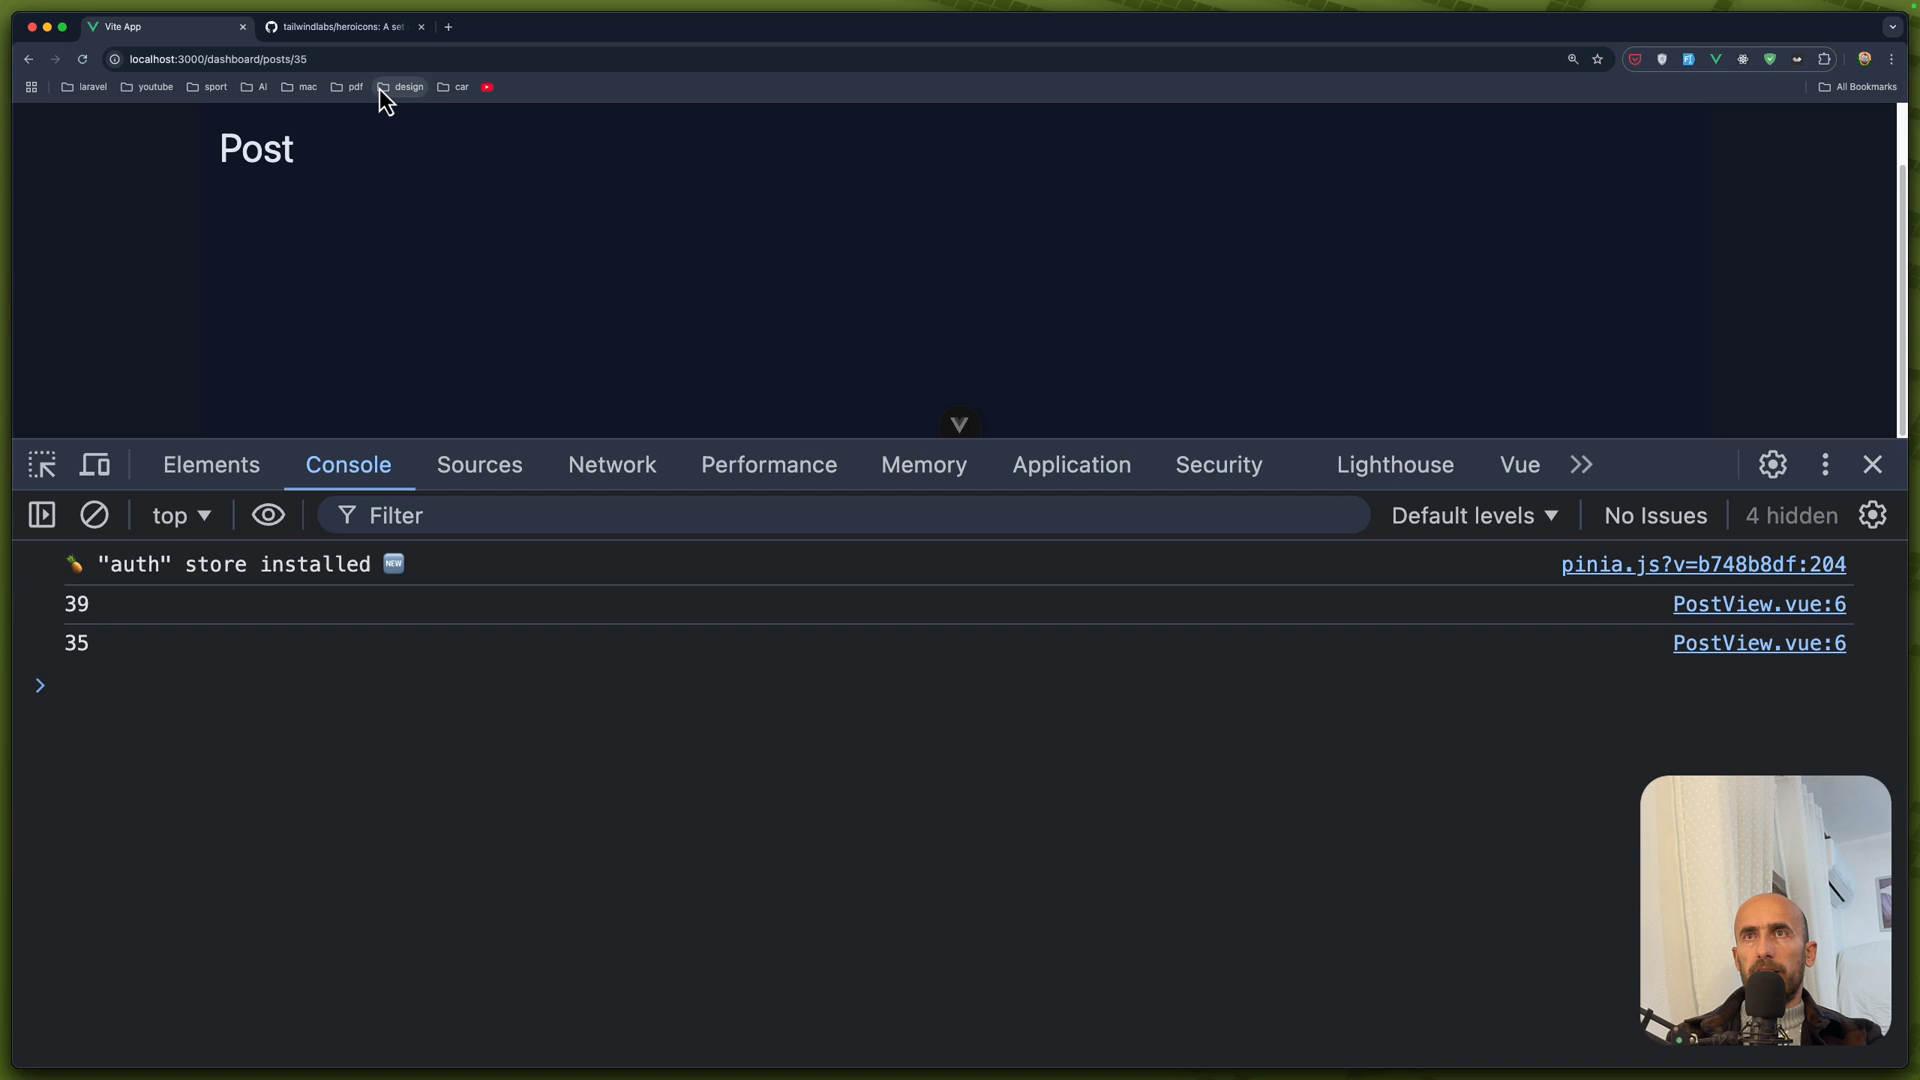 Vite App
tailwindlabs/heroicons: A set
localhost:3000/dashboard/posts/35
laravel
youtube
sport
AI
mac
pdf
design
car
All Bookmarks
Post
Elements
Console
Sources
Network
Performance
Memory
Application
Security
Lighthouse
Vue
top
Filter
Default levels
No Issues
4 hidden
🍍 "auth" store installed 🆕
pinia.js?v=b748b8df:204
39
PostView.vue:6
35
PostView.vue:6